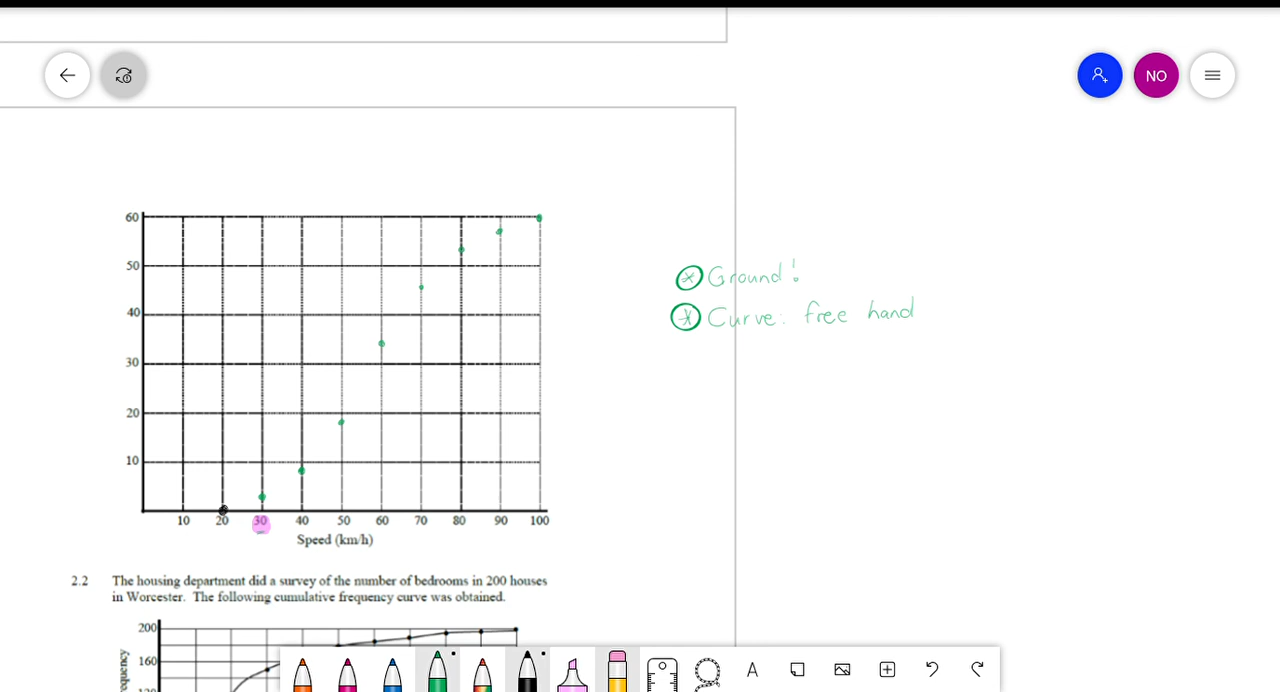 NO
60
50
40
30
20
10
10 20 30 40 50 60 70 80 90 100
Speed (km/h)
Ground!
Curve: free hand
2.2 The housing department did a survey of the number of bedrooms in 200 houses
in Worcester. The following cumulative frequency curve was obtained.
200
160
A